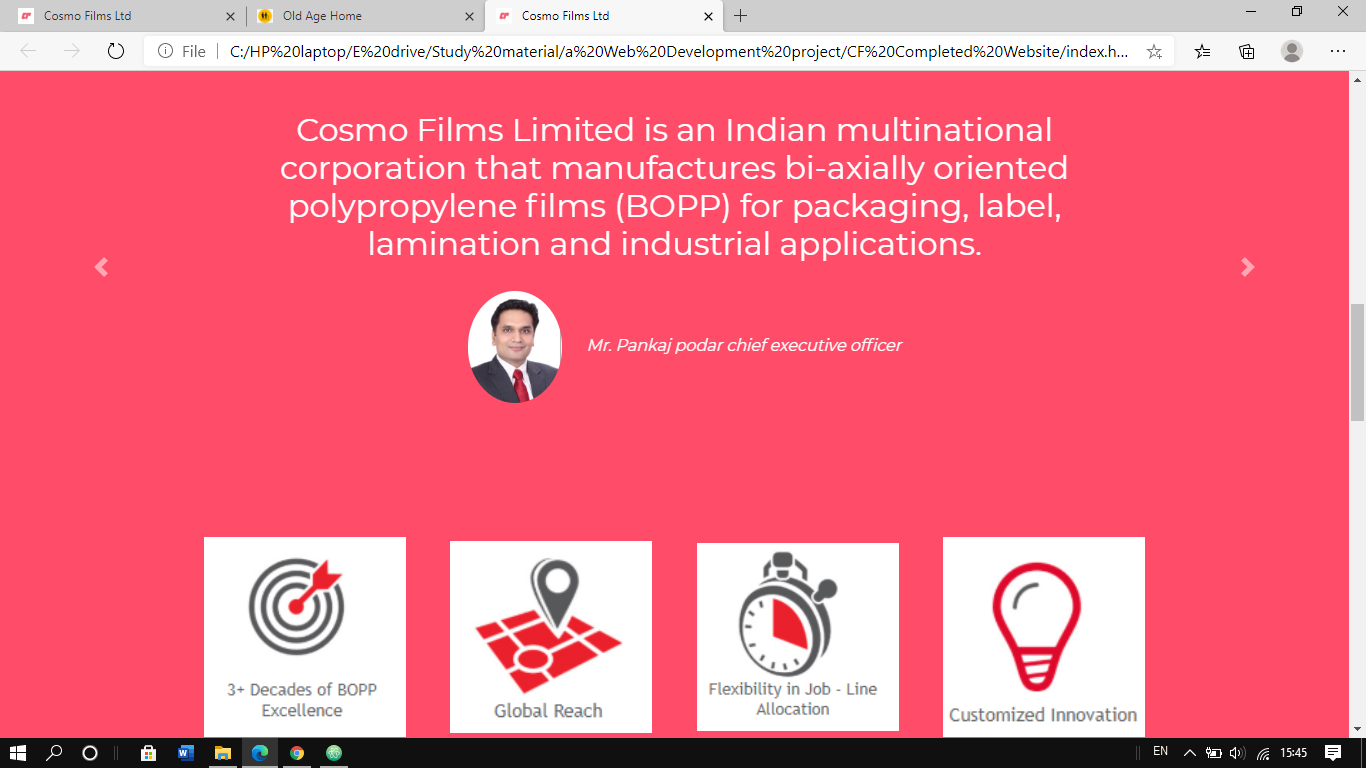 Cosmo Films Ltd
Old Age Home
Cosmo Films Ltd
File
C:/HP%20laptop/E%20drive/Study%20material/a%20Web%20Development%20project/CF%20Completed%20Website/index.h...
Cosmo Films Limited is an Indian multinational
corporation that manufactures bi-axially oriented
polypropylene films (BOPP) for packaging, label,
lamination and industrial applications.
Mr. Pankaj podar chief executive officer
3+ Decades of BOPP
Excellence
Global Reach
Flexibility in Job - Line
Allocation
Customized Innovation
EN
15:45